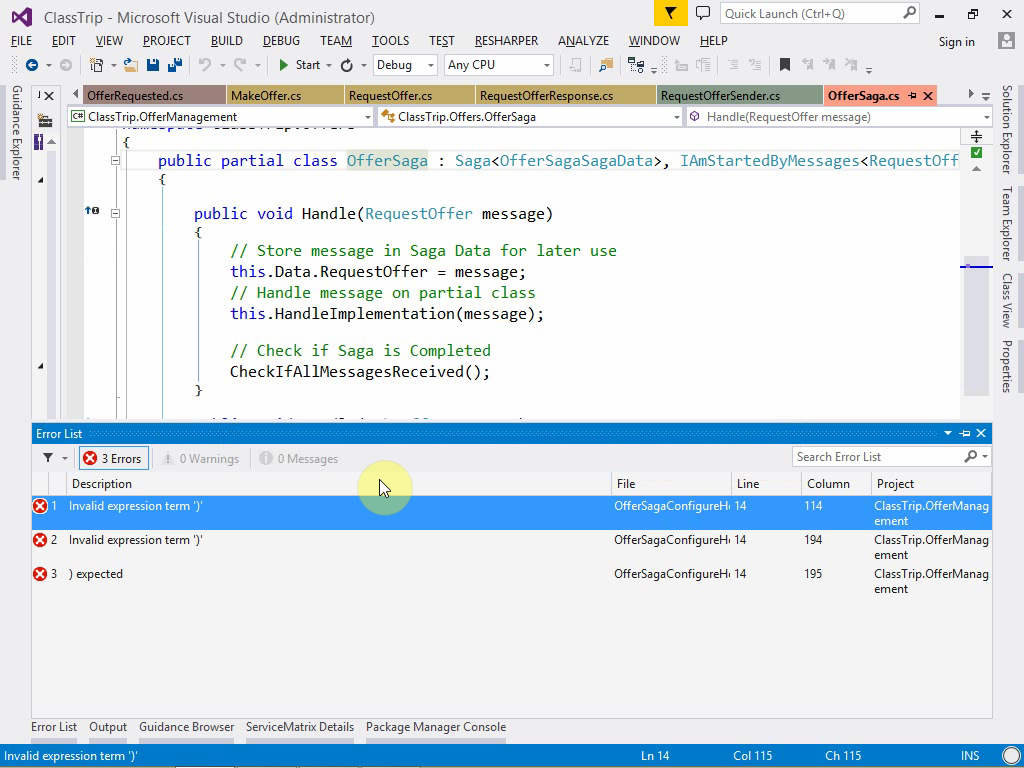 ClassTrip - Microsoft Visual Studio (Administrator)
Quick Launch (Ctrl+Q)
FILE EDIT VIEW PROJECT BUILD DEBUG TEAM TOOLS TEST RESHARPER ANALYZE WINDOW HELP
Sign in
Start Debug Any CPU
Guidance Explorer
OfferRequested.cs MakeOffer.cs RequestOffer.cs RequestOfferResponse.cs RequestOfferSender.cs OfferSaga.cs
ClassTrip.OfferManagement ClassTrip.Offers.OfferSaga Handle(RequestOffer message)
{
public partial class OfferSaga : Saga<OfferSagaSagaData>, IAmStartedByMessages<RequestOff
{
public void Handle(RequestOffer message)
{
// Store message in Saga Data for later use
this.Data.RequestOffer = message;
// Handle message on partial class
this.HandleImplementation(message);
// Check if Saga is Completed
CheckIfAllMessagesReceived();
}
Solution Explorer
Team Explorer
Class View
Properties
Error List
3 Errors 0 Warnings 0 Messages
Search Error List
Description File Line Column Project
1 Invalid expression term ')' OfferSagaConfigureH 14 114 ClassTrip.OfferManag
ement
2 Invalid expression term ')' OfferSagaConfigureH 14 194 ClassTrip.OfferManag
ement
3 ) expected OfferSagaConfigureH 14 195 ClassTrip.OfferManag
ement
Error List Output Guidance Browser ServiceMatrix Details Package Manager Console
Invalid expression term ')' Ln 14 Col 115 Ch 115 INS